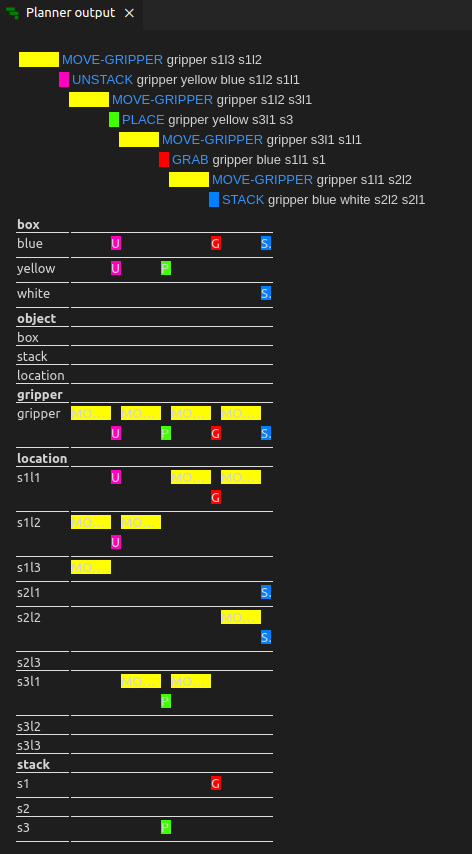 Planner output ×
MOVE-GRIPPER gripper s1l3 s1l2
UNSTACK gripper yellow blue s1l2 s1l1
MOVE-GRIPPER gripper s1l2 s3l1
PLACE gripper yellow s3l1 s3
MOVE-GRIPPER gripper s3l1 s1l1
GRAB gripper blue s1l1 s1
MOVE-GRIPPER gripper s1l1 s2l2
STACK gripper blue white s2l2 s2l1
box
blue U G S.
yellow U P
white S.
object
box
stack
location
gripper
gripper MO… MO… MO… MO…
U P G S.
location
s1l1 U MO… MO…
G
s1l2 MO… MO…
U
s1l3 MO…
s2l1 S.
s2l2 MO…
S.
s2l3
s3l1 MO… MO…
P
s3l2
s3l3
stack
s1 G
s2
s3 P